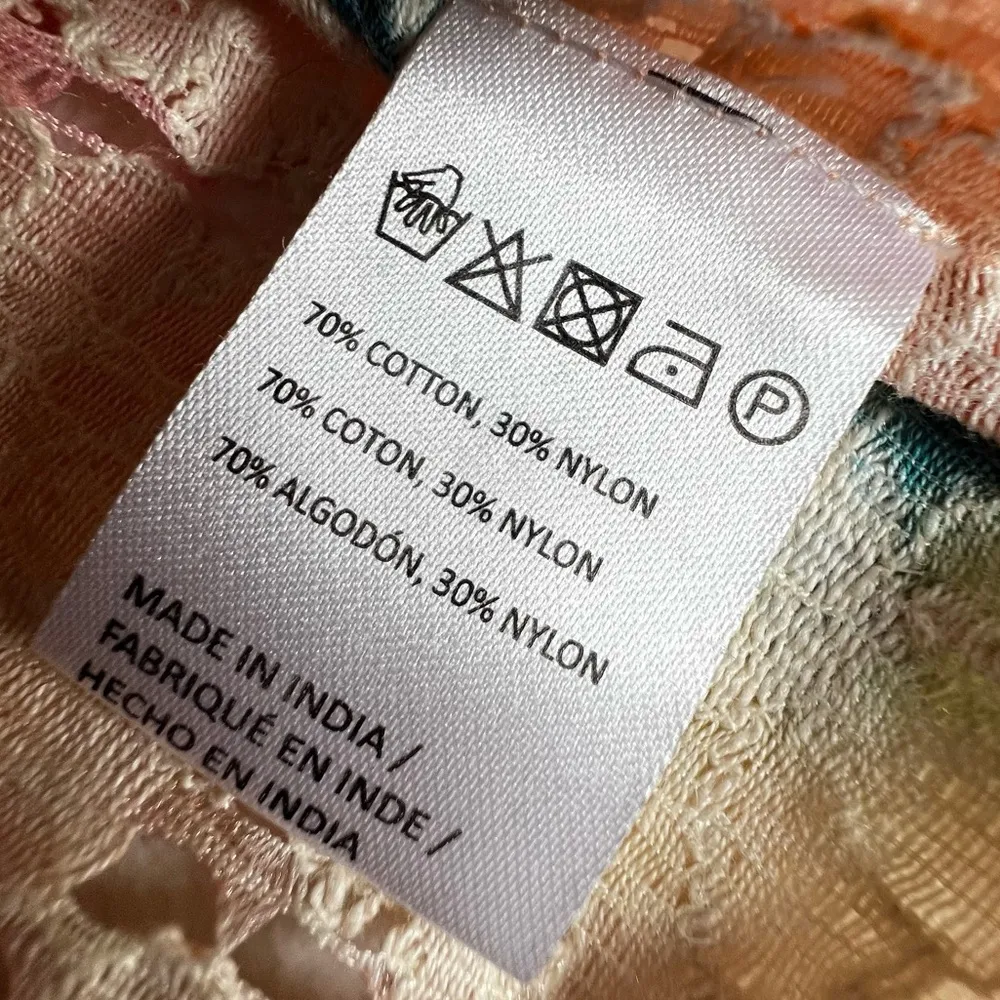 P
70% COTTON, 30% NYLON
70% COTON, 30% NYLON
70% ALGODÓN, 30% NYLON
MADE IN INDIA /
FABRIQUÉ EN INDE /
HECHO EN INDIA